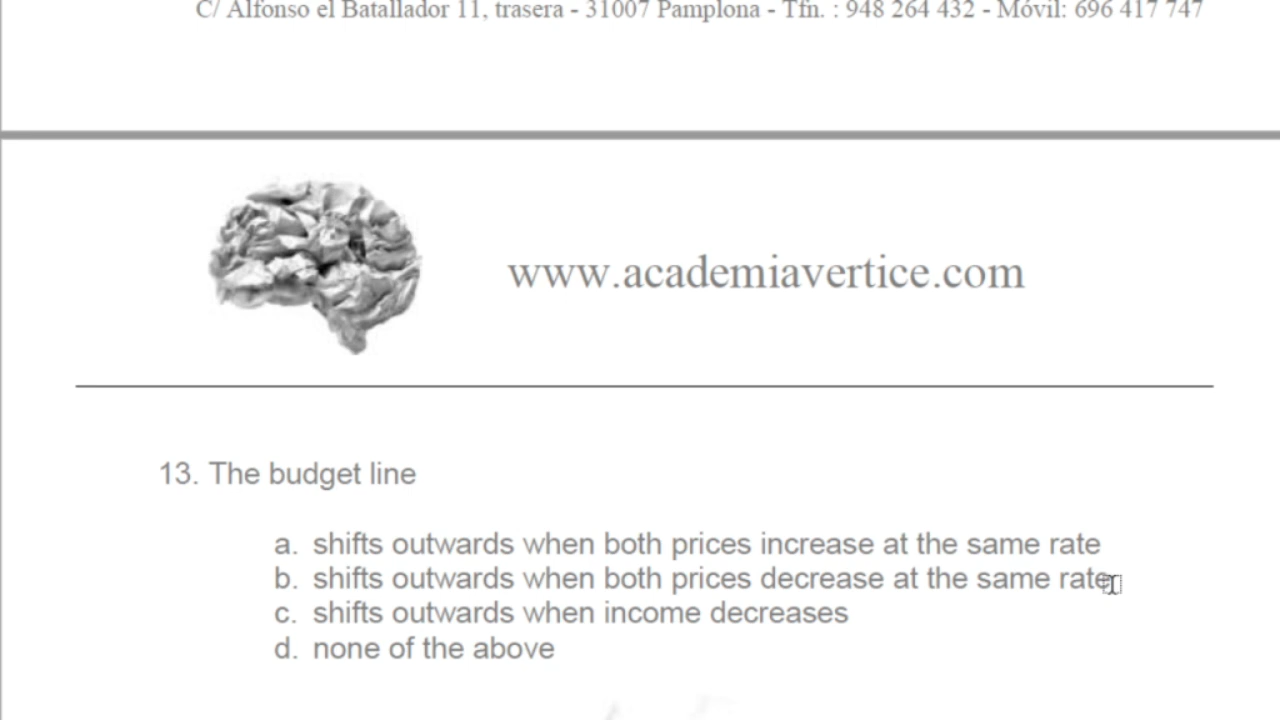 C/ Alfonso el Batallador 11, trasera - 31007 Pamplona - Tfn. : 948 264 432 - Móvil: 696 417 747
www.academiavertice.com
13. The budget line
a. shifts outwards when both prices increase at the same rate
b. shifts outwards when both prices decrease at the same rate
c. shifts outwards when income decreases
d. none of the above